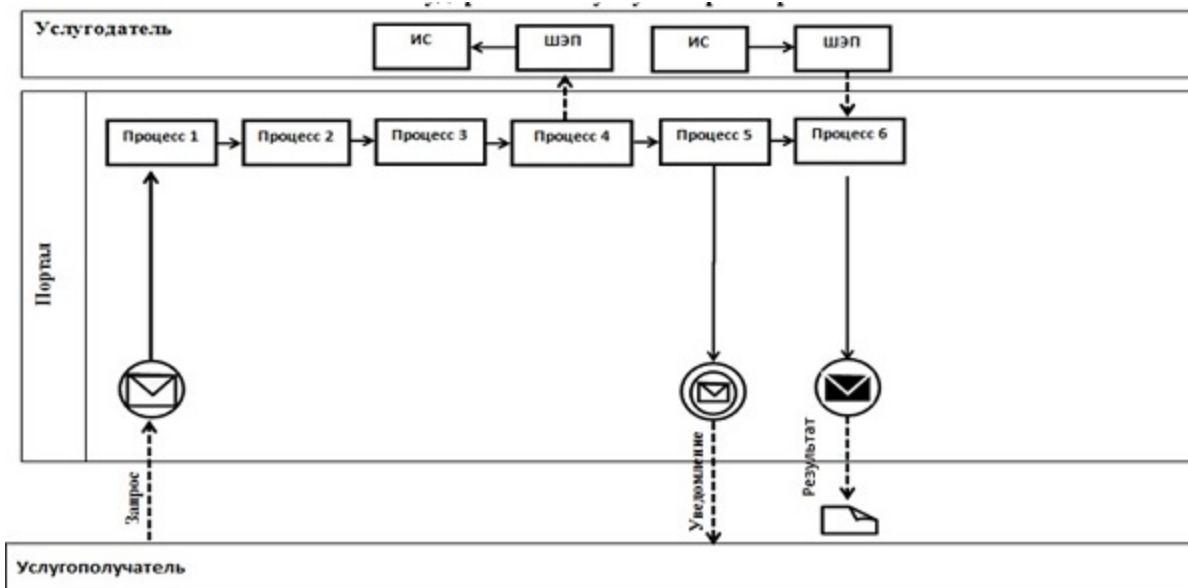 Услугодатель
ИС
ШЭП
ИС
ШЭП
Процесс 1
Процесс 2
Процесс 3
Процесс 4
Процесс 5
Процесс 6
Портал
Запрос
Уведомление
Результат
Услугополучатель